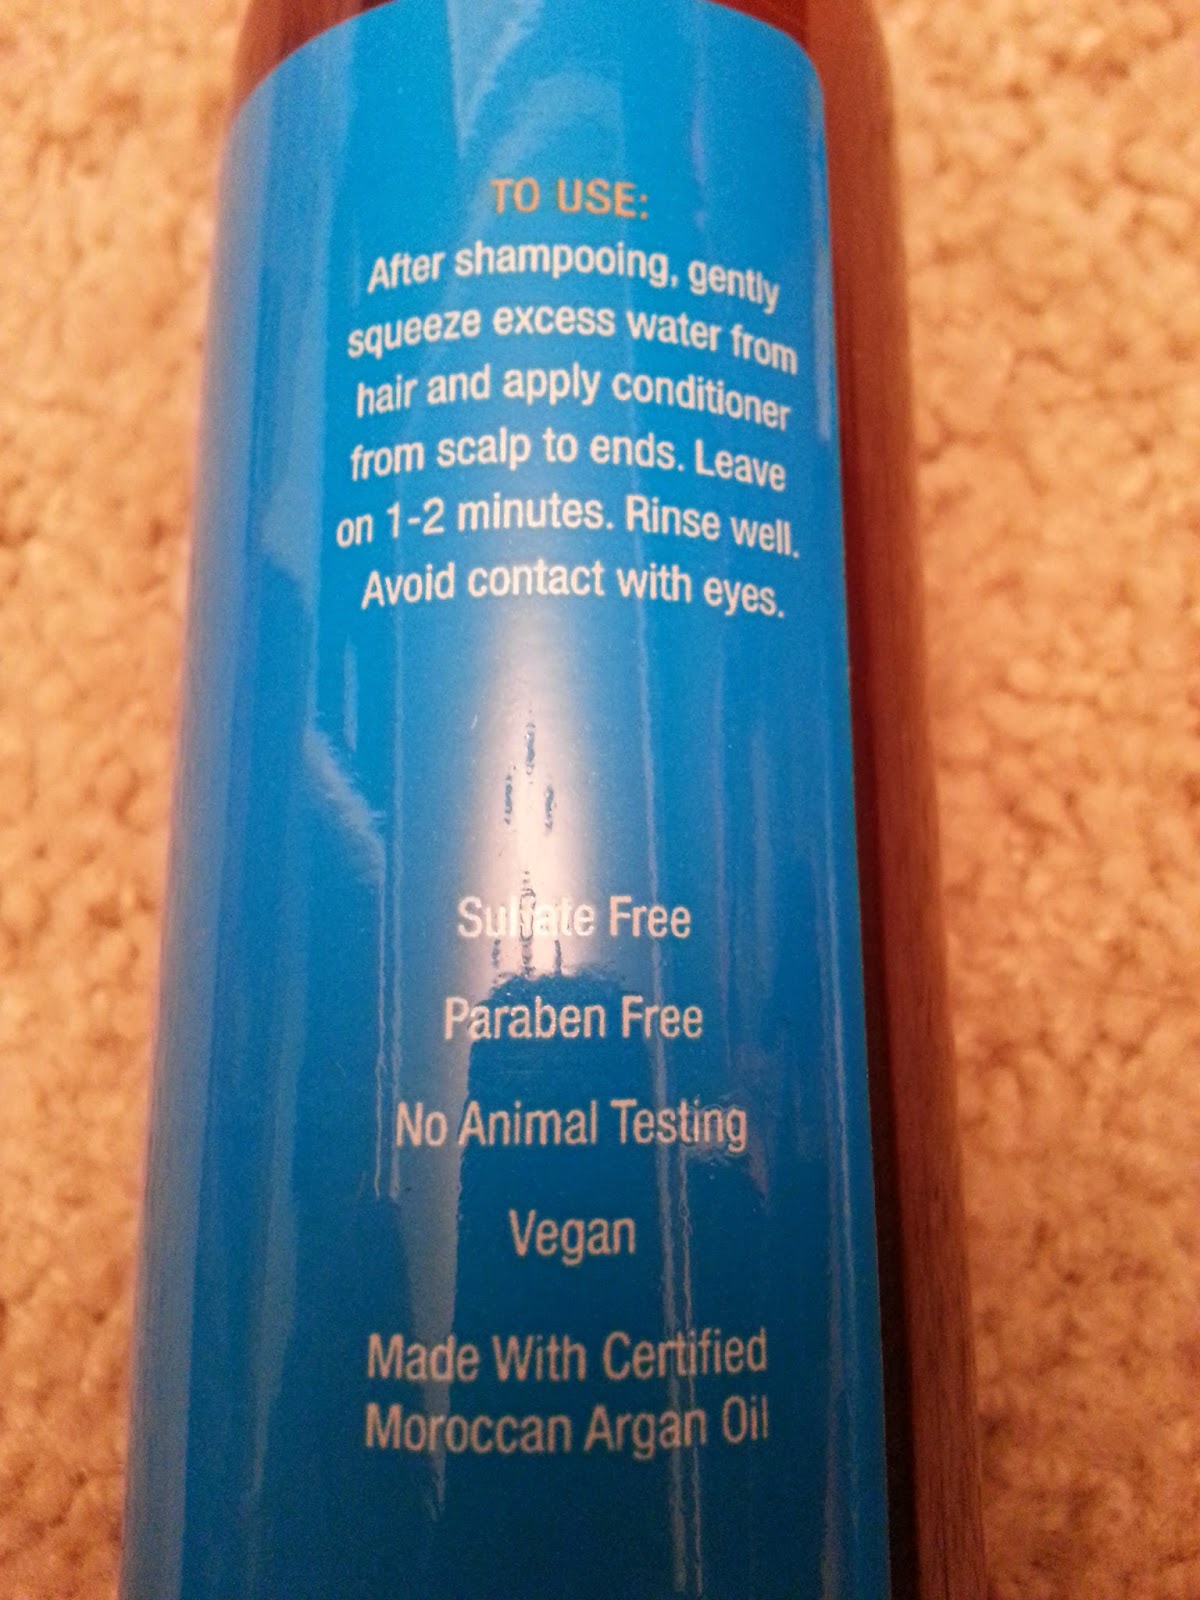 TO USE:
After shampooing, gently
squeeze excess water from
hair and apply conditioner
from scalp to ends. Leave
on 1-2 minutes. Rinse well.
Avoid contact with eyes.
Sulfate Free
Paraben Free
No Animal Testing
Vegan
Made With Certified
Moroccan Argan Oil